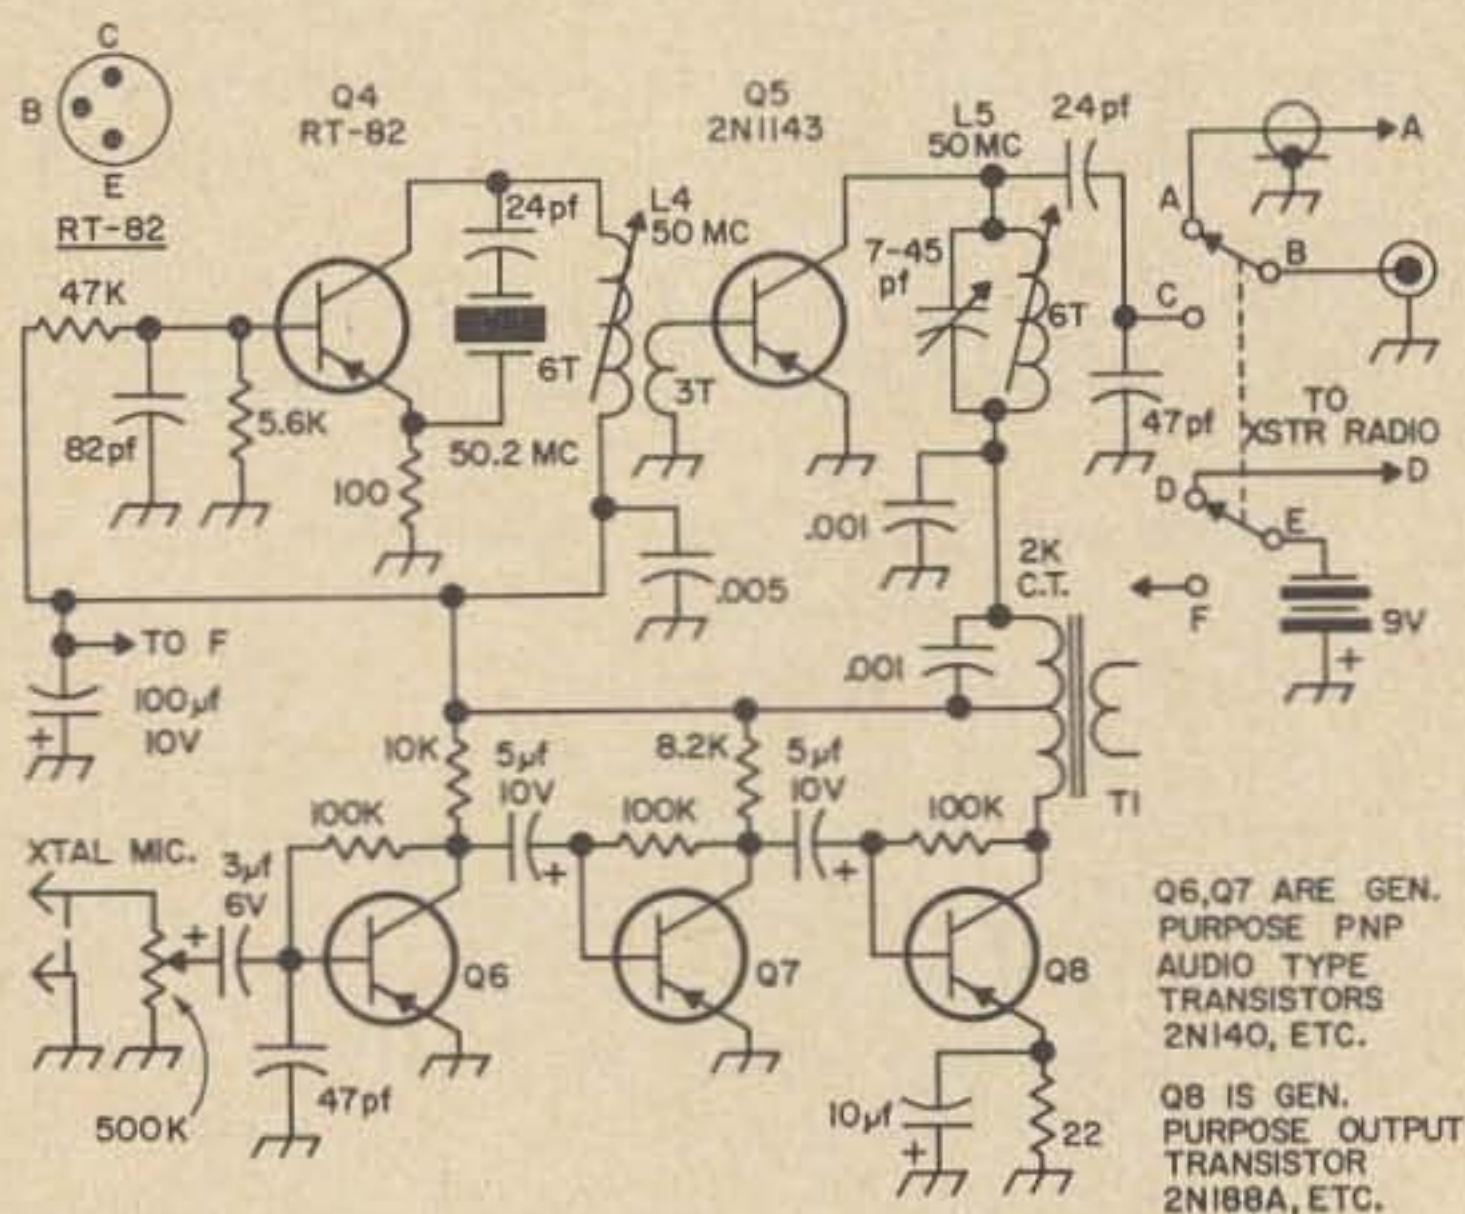 C
B
E
RT-82
Q4
RT-82
Q5
2N1143
L5
50 MC
24pf
A
A
B
C
24pf
L4
50 MC
7-45
pf
6T
47K
6T
3T
82pf
5.6K
100
50.2 MC
47pf
TO
XSTR RADIO
D
D
E
F
9V
+
.001
.005
2K
C.T.
.001
TO F
100µf
10V
+
10K
5µf
10V
+
8.2K
5µf
10V
+
T1
100K
100K
100K
XTAL MIC.
3µf
6V
+
500K
47pf
Q6
Q7
Q8
10µf
+
22
Q6,Q7 ARE GEN.
PURPOSE PNP
AUDIO TYPE
TRANSISTORS
2N140, ETC.
Q8 IS GEN.
PURPOSE OUTPUT
TRANSISTOR
2N188A, ETC.